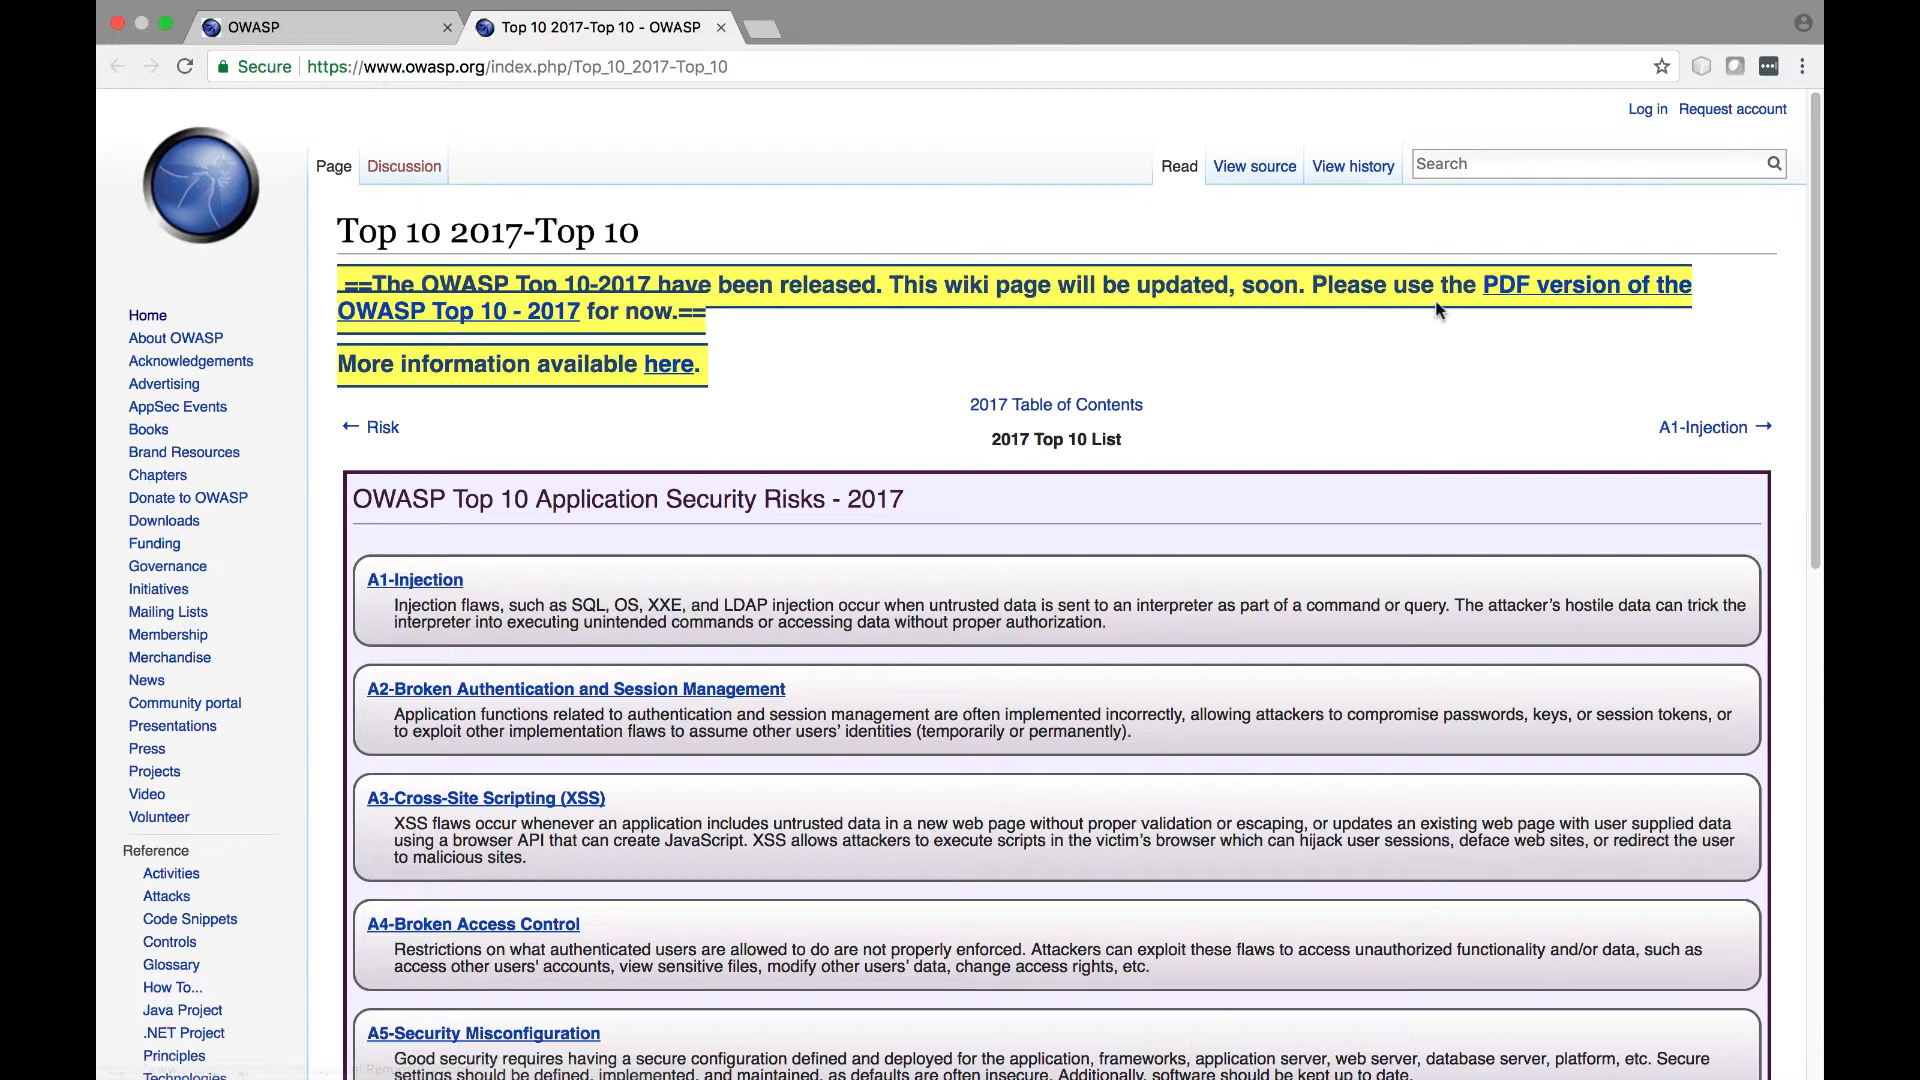 OWASP
Top 10 2017-Top 10 - OWASP
Secure https://www.owasp.org/index.php/Top_10_2017-Top_10
Log in Request account
Page Discussion Read View source View history Search
Top 10 2017-Top 10
==The OWASP Top 10-2017 have been released. This wiki page will be updated, soon. Please use the PDF version of the
OWASP Top 10 - 2017 for now.==
More information available here.
2017 Table of Contents
← Risk
2017 Top 10 List
A1-Injection →
OWASP Top 10 Application Security Risks - 2017
A1-Injection
Injection flaws, such as SQL, OS, XXE, and LDAP injection occur when untrusted data is sent to an interpreter as part of a command or query. The attacker’s hostile data can trick the
interpreter into executing unintended commands or accessing data without proper authorization.
A2-Broken Authentication and Session Management
Application functions related to authentication and session management are often implemented incorrectly, allowing attackers to compromise passwords, keys, or session tokens, or
to exploit other implementation flaws to assume other users’ identities (temporarily or permanently).
A3-Cross-Site Scripting (XSS)
XSS flaws occur whenever an application includes untrusted data in a new web page without proper validation or escaping, or updates an existing web page with user supplied data
using a browser API that can create JavaScript. XSS allows attackers to execute scripts in the victim’s browser which can hijack user sessions, deface web sites, or redirect the user
to malicious sites.
A4-Broken Access Control
Restrictions on what authenticated users are allowed to do are not properly enforced. Attackers can exploit these flaws to access unauthorized functionality and/or data, such as
access other users' accounts, view sensitive files, modify other users’ data, change access rights, etc.
A5-Security Misconfiguration
Good security requires having a secure configuration defined and deployed for the application, frameworks, application server, web server, database server, platform, etc. Secure
settings should be defined, implemented, and maintained, as defaults are often insecure. Additionally, software should be kept up to date.
Home
About OWASP
Acknowledgements
Advertising
AppSec Events
Books
Brand Resources
Chapters
Donate to OWASP
Downloads
Funding
Governance
Initiatives
Mailing Lists
Membership
Merchandise
News
Community portal
Presentations
Press
Projects
Video
Volunteer
Reference
Activities
Attacks
Code Snippets
Controls
Glossary
How To...
Java Project
.NET Project
Principles
Technologies